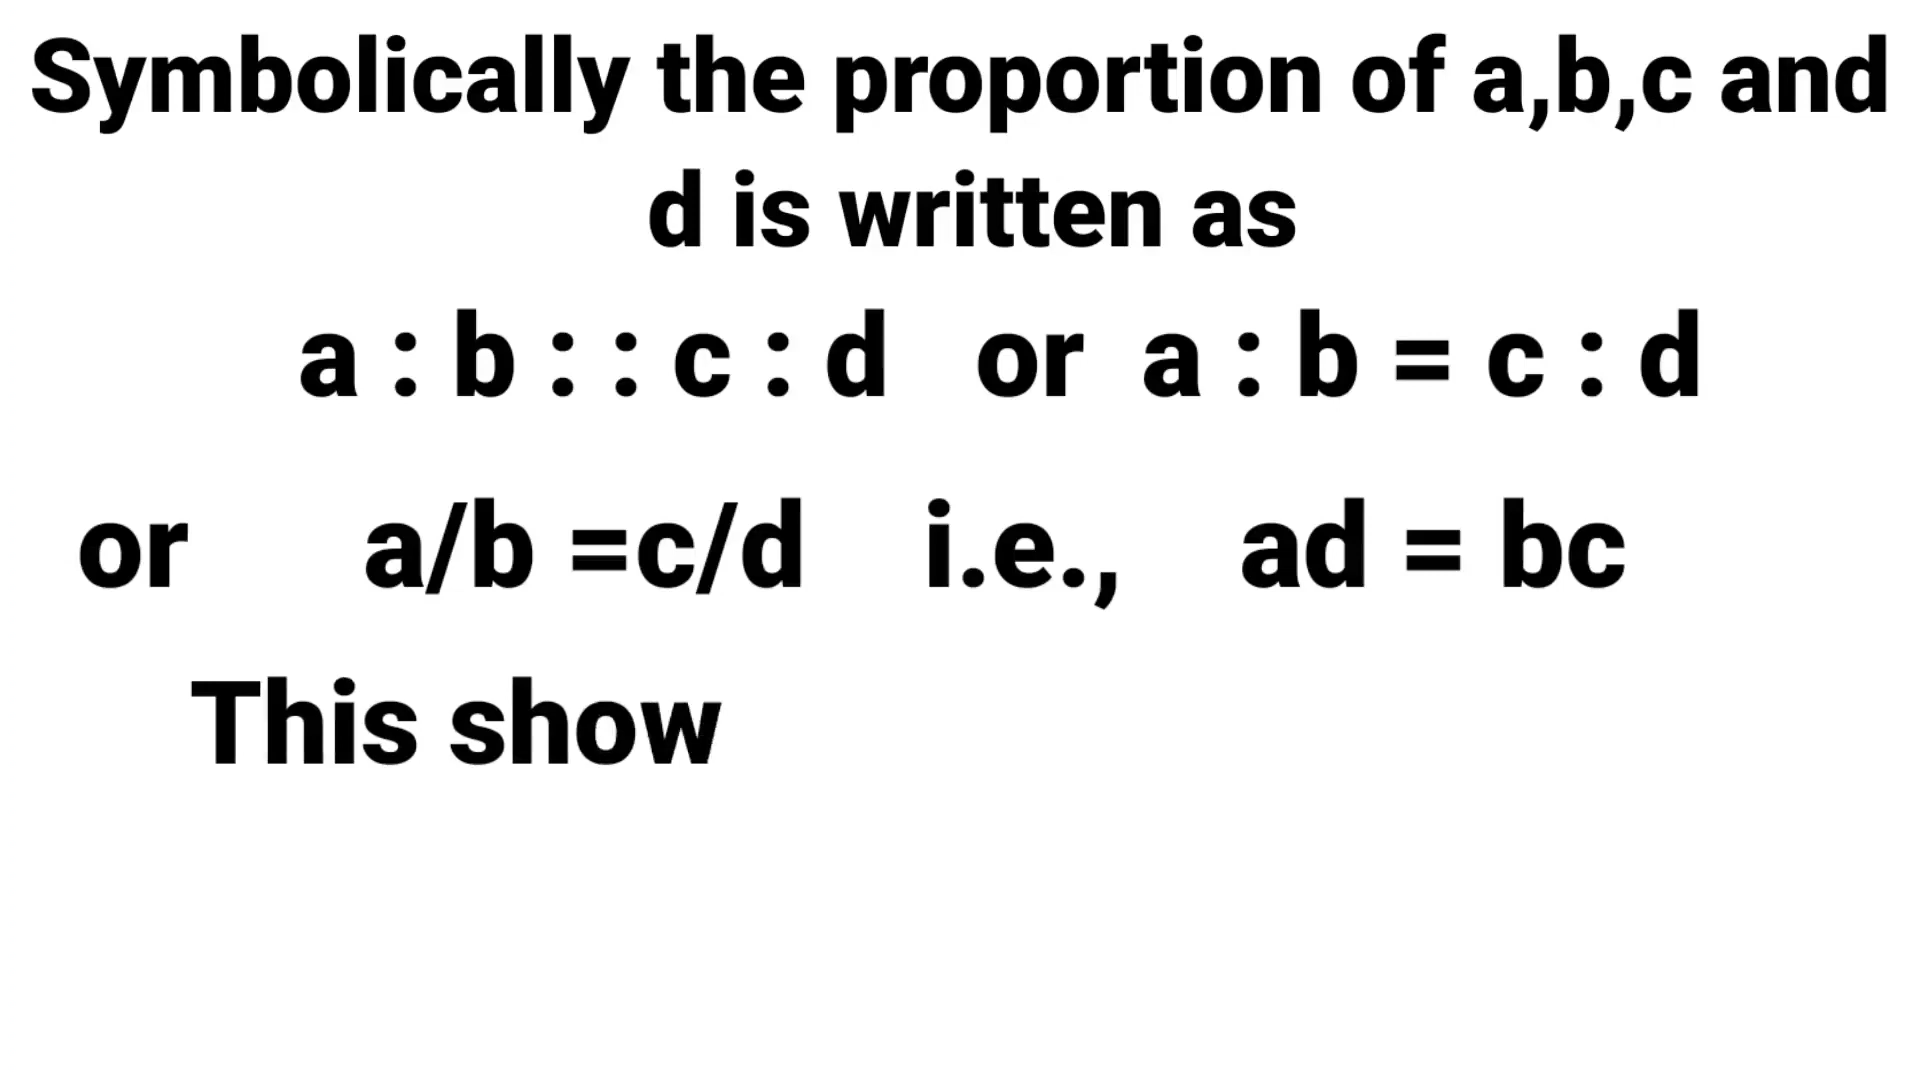 Symbolically the proportion of a,b,c and
d is written as
a : b : : c : d or a : b = c : d
or a/b =c/d i.e., ad = bc
This show